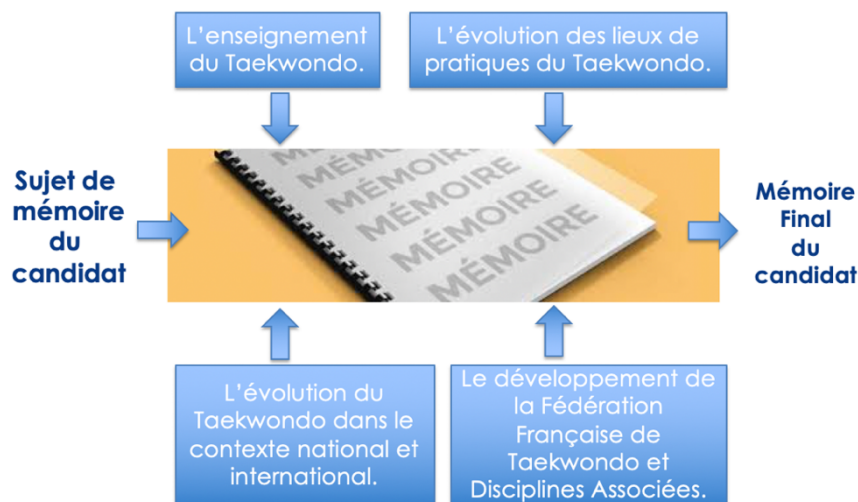 L'enseignement
du Taekwondo.
L'évolution des lieux de
pratiques du Taekwondo.
Sujet de
mémoire
du
candidat
MÉMOIRE
MÉMOIRE
MÉMOIRE
MÉMOIRE
MÉMOIRE
Mémoire
Final
du
candidat
L'évolution du
Taekwondo dans le
contexte national et
international.
Le développement de
la Fédération
Française de
Taekwondo et
Disciplines Associées.